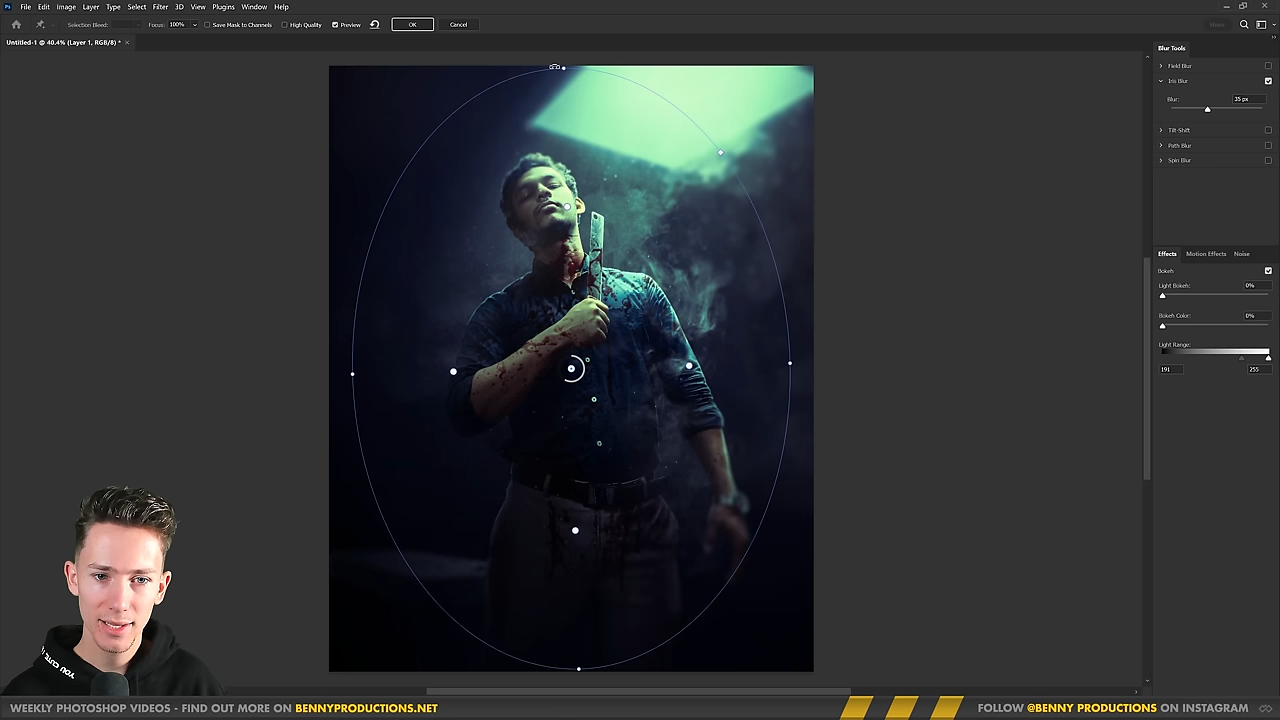 Ps File Edit Image Layer Type Select Filter 3D View Plugins Window Help
Selection Bleed: Focus: 100% Save Mask to Channels High Quality Preview OK Cancel Share
Untitled-1 @ 40.4% (Layer 1, RGB/8) *
Blur Tools
Field Blur
Iris Blur
Blur: 35 px
Tilt-Shift
Path Blur
Spin Blur
Effects Motion Effects Noise
Bokeh
Light Bokeh: 0%
Bokeh Color: 0%
Light Range:
191 255
WEEKLY PHOTOSHOP VIDEOS - FIND OUT MORE ON BENNYPRODUCTIONS.NET
FOLLOW @BENNY PRODUCTIONS ON INSTAGRAM